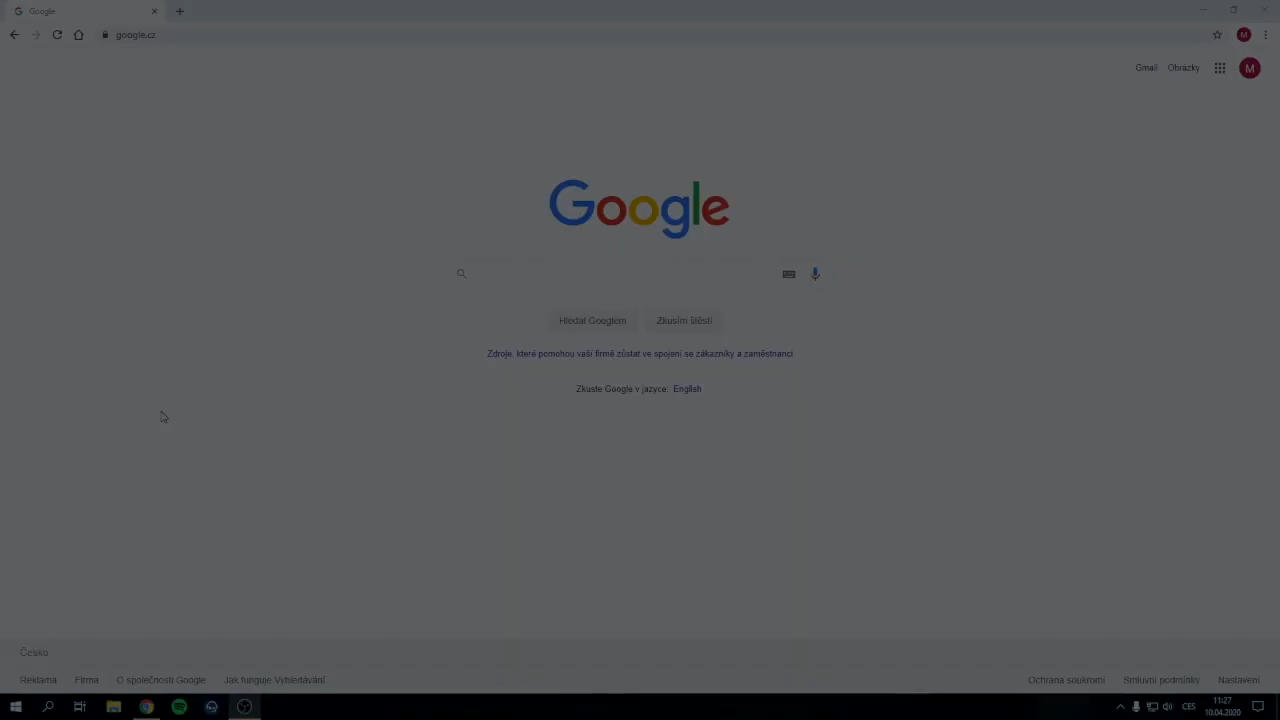 Google
google.cz
M
Gmail Obrázky M
Google
Hledat Googlem Zkusím štěstí
Zdroje, které pomohou vaší firmě zůstat ve spojení se zákazníky a zaměstnanci
Zkuste Google v jazyce: English
Česko
Reklama Firma O společnosti Google Jak funguje Vyhledávání Ochrana soukromí Smluvní podmínky Nastavení
CES 11:27
10.04.2020